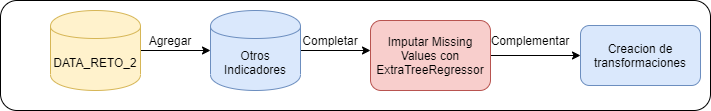 DATA_RETO_2
Agregar
Otros
Indicadores
Completar
Imputar Missing
Values con
ExtraTreeRegressor
Complementar
Creacion de
transformaciones